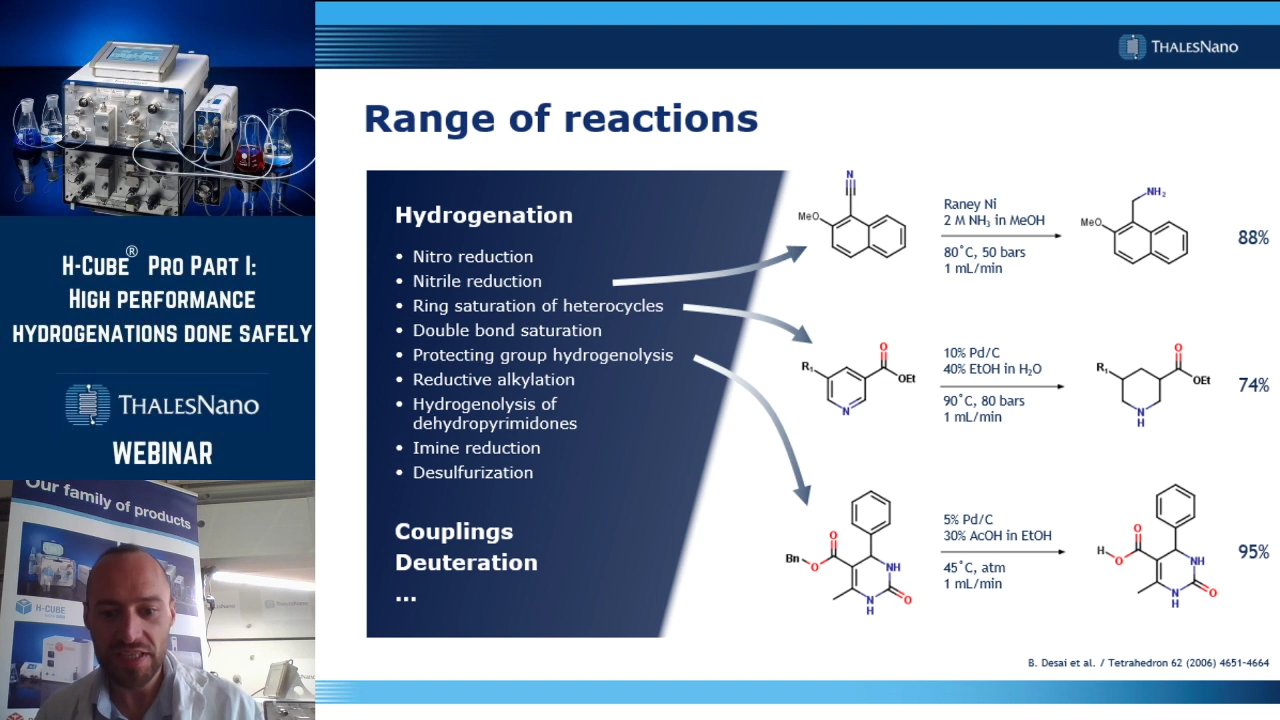 THALESNANO
Range of reactions
Hydrogenation
• Nitro reduction
• Nitrile reduction
• Ring saturation of heterocycles
• Double bond saturation
• Protecting group hydrogenolysis
• Reductive alkylation
• Hydrogenolysis of
dehydropyrimidones
• Imine reduction
• Desulfurization
Couplings
Deuteration
...
N
MeO
Raney Ni
2 M NH₃ in MeOH
80˚C, 50 bars
1 mL/min
NH₂
MeO
88%
R₁
O
OEt
N
10% Pd/C
40% EtOH in H₂O
90˚C, 80 bars
1 mL/min
R₁
O
OEt
N
H
74%
O
Bn
O
NH
N
H
O
5% Pd/C
30% AcOH in EtOH
45˚C, atm
1 mL/min
O
H
O
NH
N
H
O
95%
B. Desai et al. / Tetrahedron 62 (2006) 4651-4664
H-CUBE® PRO PART I:
HIGH PERFORMANCE
HYDROGENATIONS DONE SAFELY
THALESNANO
WEBINAR
Our family of products
H-CUBE